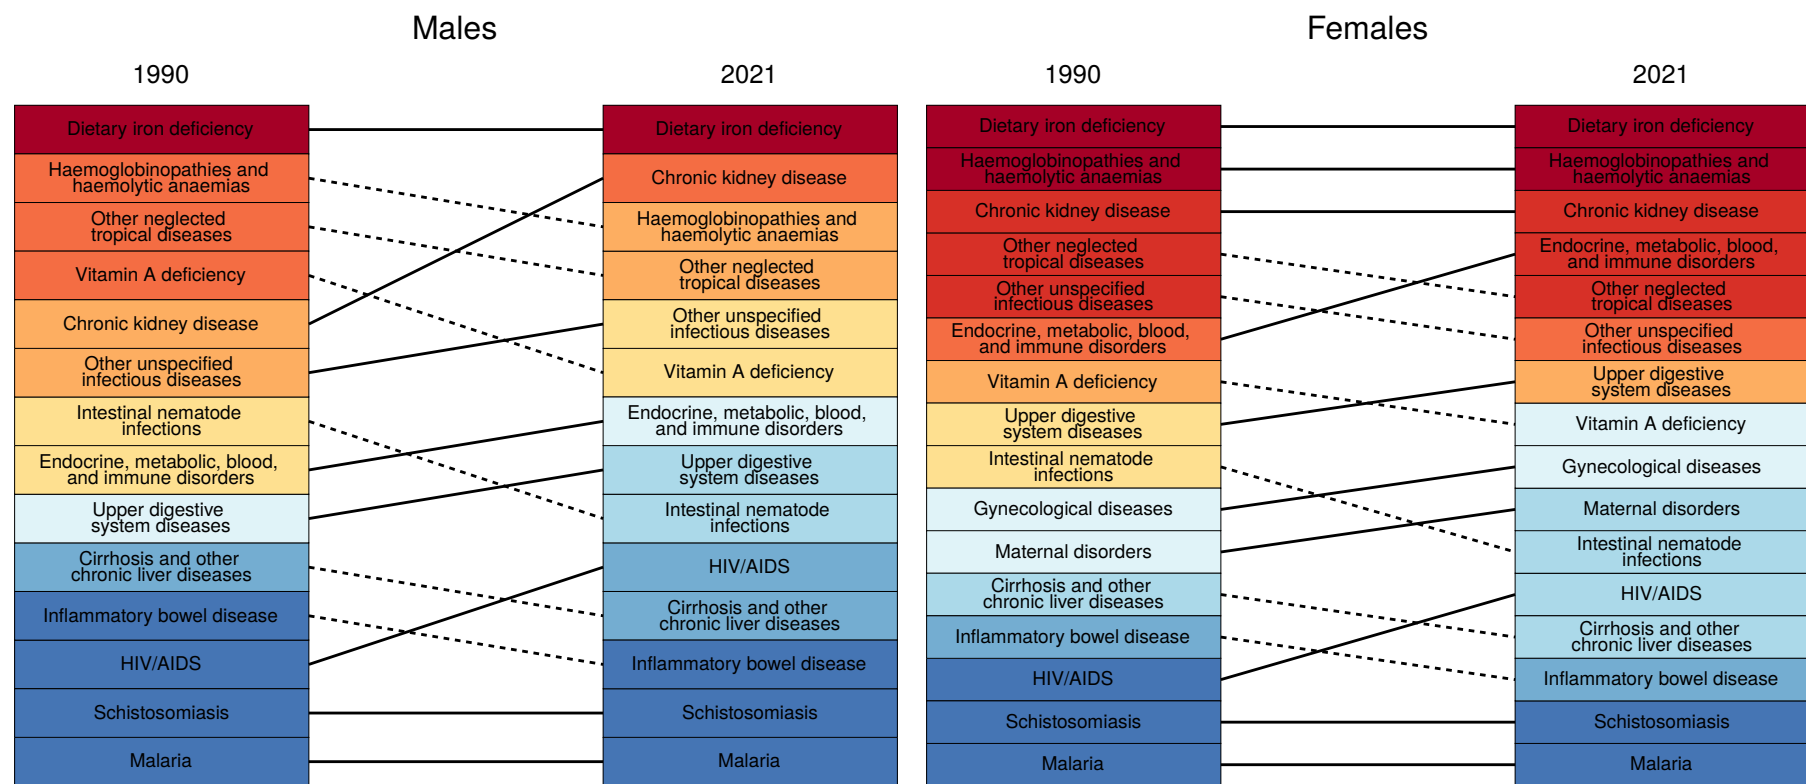 Males
1990
2021
Dietary iron deficiency
Haemoglobinopathies and
haemolytic anaemias
Other neglected
tropical diseases
Vitamin A deficiency
Chronic kidney disease
Other unspecified
infectious diseases
Intestinal nematode
infections
Endocrine, metabolic, blood,
and immune disorders
Upper digestive
system diseases
Cirrhosis and other
chronic liver diseases
Inflammatory bowel disease
HIV/AIDS
Schistosomiasis
Malaria
Dietary iron deficiency
Chronic kidney disease
Haemoglobinopathies and
haemolytic anaemias
Other neglected
tropical diseases
Other unspecified
infectious diseases
Vitamin A deficiency
Endocrine, metabolic, blood,
and immune disorders
Upper digestive
system diseases
Intestinal nematode
infections
HIV/AIDS
Cirrhosis and other
chronic liver diseases
Inflammatory bowel disease
Schistosomiasis
Malaria
Females
1990
2021
Dietary iron deficiency
Haemoglobinopathies and
haemolytic anaemias
Chronic kidney disease
Other neglected
tropical diseases
Other unspecified
infectious diseases
Endocrine, metabolic, blood,
and immune disorders
Vitamin A deficiency
Upper digestive
system diseases
Intestinal nematode
infections
Gynecological diseases
Maternal disorders
Cirrhosis and other
chronic liver diseases
Inflammatory bowel disease
HIV/AIDS
Schistosomiasis
Malaria
Dietary iron deficiency
Haemoglobinopathies and
haemolytic anaemias
Chronic kidney disease
Endocrine, metabolic, blood,
and immune disorders
Other neglected
tropical diseases
Other unspecified
infectious diseases
Upper digestive
system diseases
Vitamin A deficiency
Gynecological diseases
Maternal disorders
Intestinal nematode
infections
HIV/AIDS
Cirrhosis and other
chronic liver diseases
Inflammatory bowel disease
Schistosomiasis
Malaria